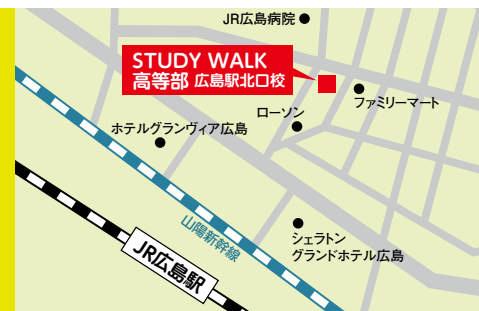 JR広島病院
STUDY WALK
高等部 広島駅北口校
ファミリーマート
ローソン
ホテルグランヴィア広島
山陽新幹線
シェラトン
グランドホテル広島
JR広島駅